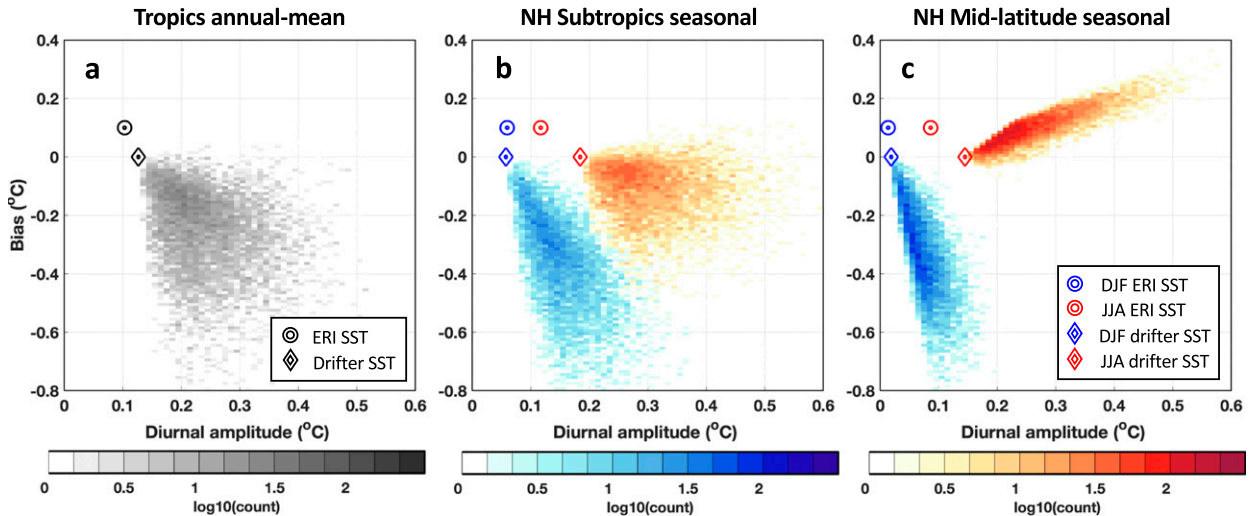 Tropics annual-mean
NH Subtropics seasonal
NH Mid-latitude seasonal
a
b
c
0.4
0.2
0
-0.2
-0.4
-0.6
-0.8
Bias (°C)
0 0.1 0.2 0.3 0.4 0.5 0.6
Diurnal amplitude (°C)
ERI SST
Drifter SST
0.4
0.2
0
-0.2
-0.4
-0.6
-0.8
0 0.1 0.2 0.3 0.4 0.5 0.6
Diurnal amplitude (°C)
0.4
0.2
0
-0.2
-0.4
-0.6
-0.8
0 0.1 0.2 0.3 0.4 0.5 0.6
Diurnal amplitude (°C)
DJF ERI SST
JJA ERI SST
DJF drifter SST
JJA drifter SST
0 0.5 1 1.5 2
log10(count)
0 0.5 1 1.5 2
log10(count)
0 0.5 1 1.5 2
log10(count)